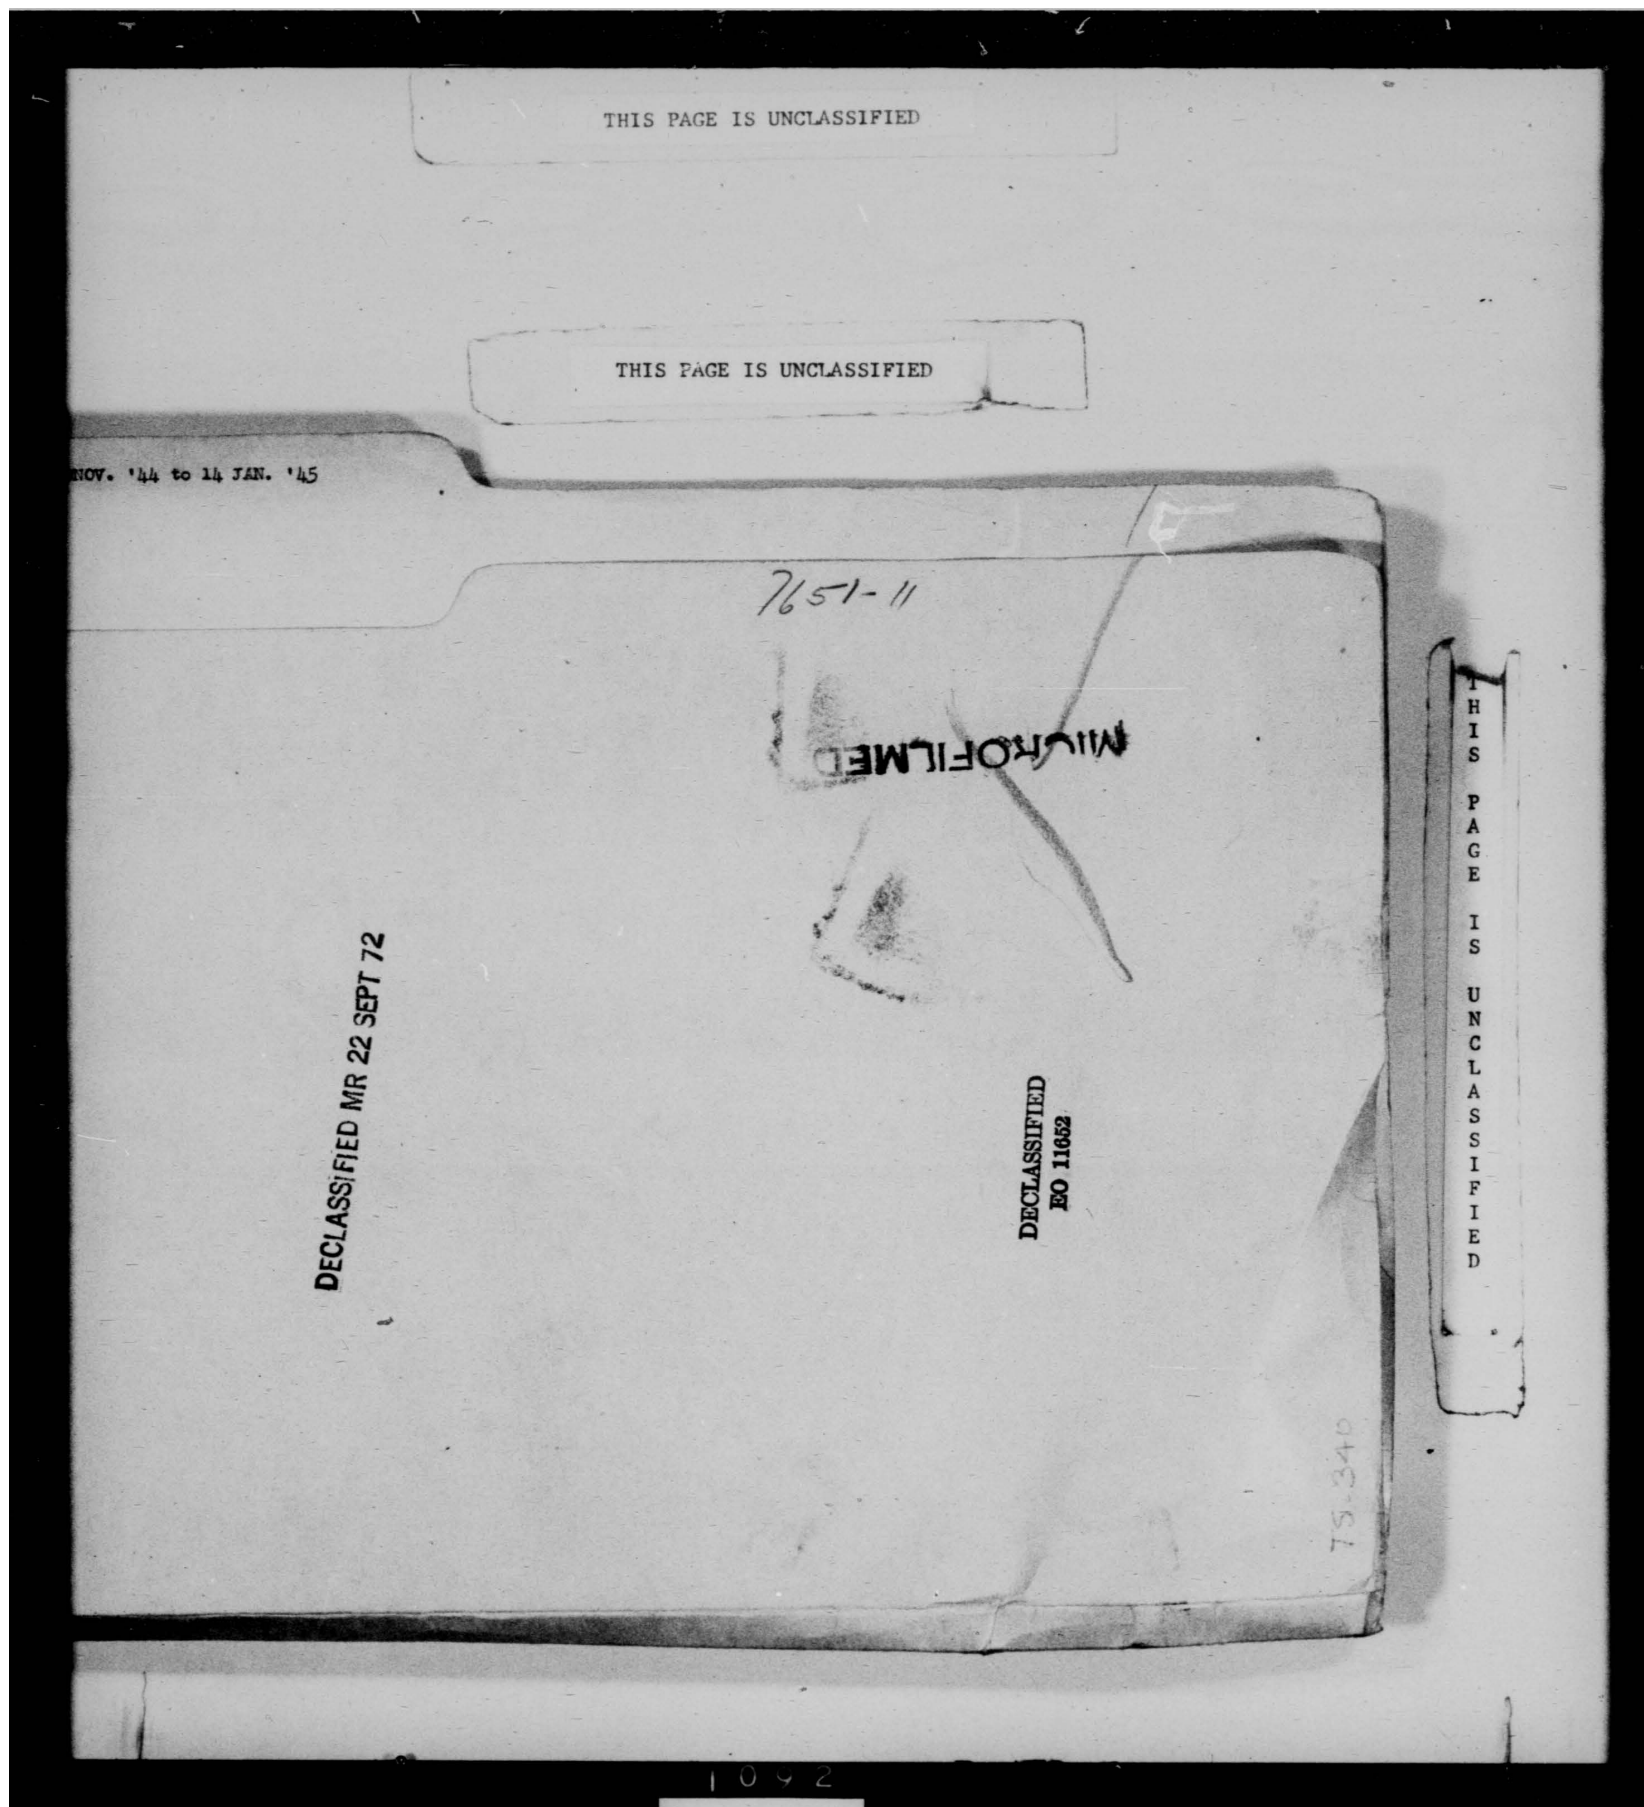 THIS PAGE IS UNCLASSIFIED
THIS PAGE IS UNCLASSIFIED
NOV. '44 to 14 JAN. '45
7651-11
MICROFILMED
DECLASSIFIED MR 22 SEPT 72
DECLASSIFIED
EO 11652
THIS PAGE IS UNCLASSIFIED
TS-340
1092